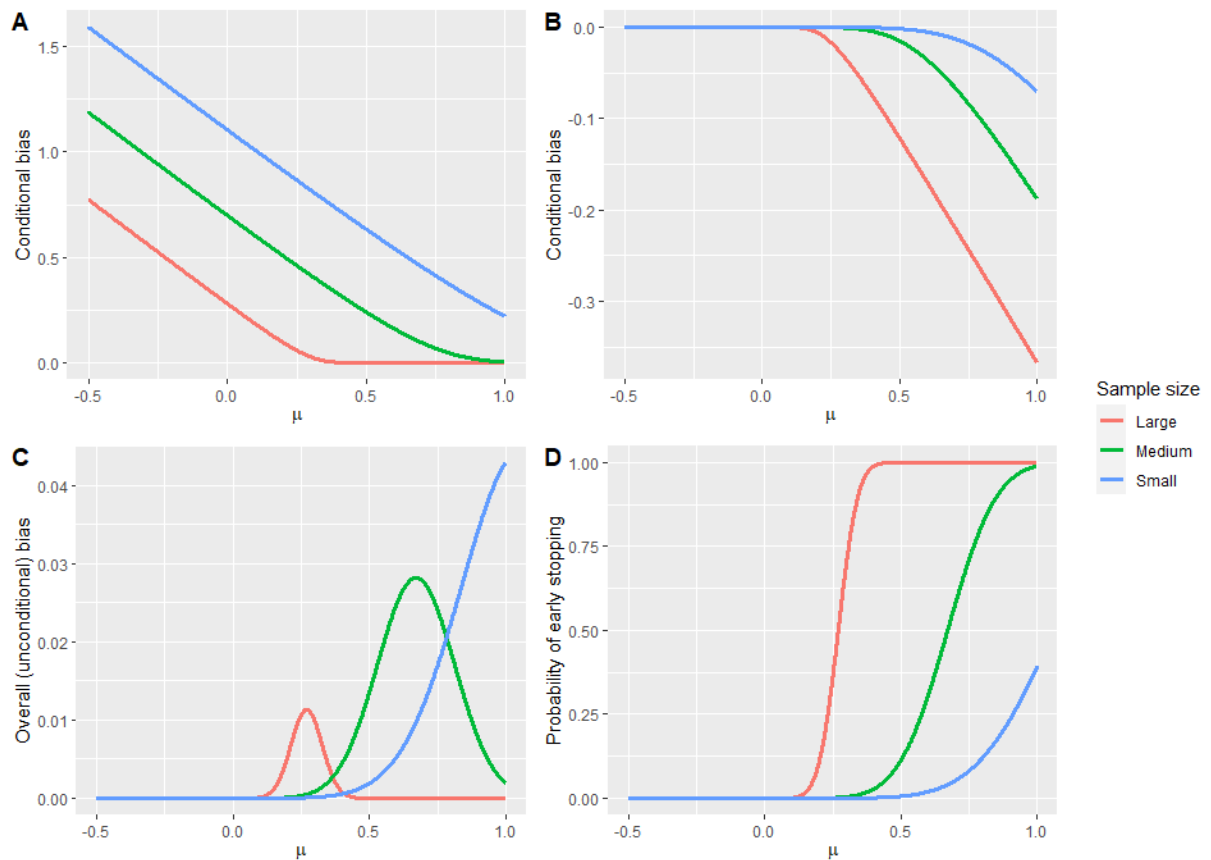 A
Conditional bias
1.5
1.0
0.5
0.0
-0.5
0.0
0.5
1.0
μ
B
Conditional bias
0.0
-0.1
-0.2
-0.3
-0.5
0.0
0.5
1.0
μ
Sample size
Large
Medium
Small
C
Overall (unconditional) bias
0.04
0.03
0.02
0.01
0.00
-0.5
0.0
0.5
1.0
μ
D
Probability of early stopping
1.00
0.75
0.50
0.25
0.00
-0.5
0.0
0.5
1.0
μ